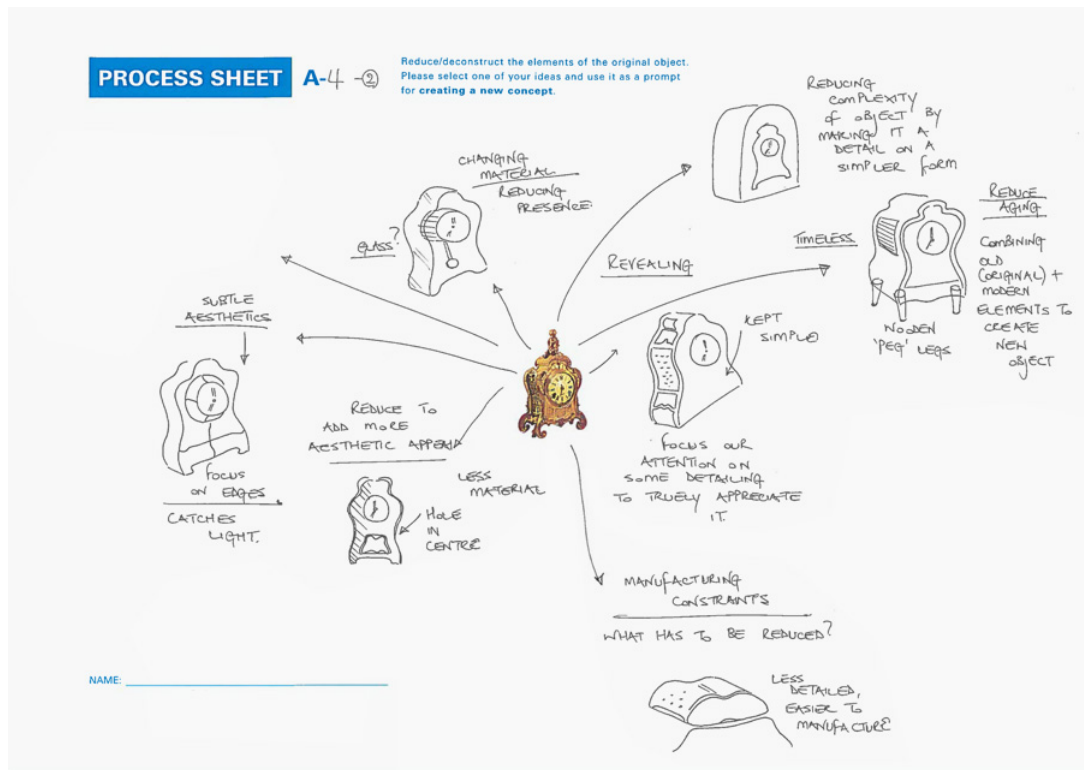 PROCESS SHEET A-4 -②
Reduce/deconstruct the elements of the original object.
Please select one of your ideas and use it as a prompt
for creating a new concept.
REDUCING
COMPLEXITY
OF OBJECT BY
MAKING IT A
DETAIL ON A
SIMPLER FORM
CHANGING
MATERIAL
REDUCING
PRESENCE
GLASS?
REVEALING
TIMELESS
REDUCE
AGING
COMBINING
OLD
(ORIGINAL) +
MODERN
ELEMENTS TO
CREATE
NEW
OBJECT
WOODEN
'PEG' LEGS
SUBTLE
AESTHETICS
FOCUS
ON EDGES.
CATCHES
LIGHT.
KEPT
SIMPLE
FOCUS OUR
ATTENTION ON
SOME DETAILING
TO TRUELY APPRECIATE
IT.
REDUCE TO
ADD MORE
AESTHETIC
LESS
MATERIAL
HOLE
IN
CENTRE
MANUFACTURING
CONSTRAINTS
WHAT HAS TO BE REDUCED?
LESS
DETAILED,
EASIER TO
MANUFACTURE
NAME: